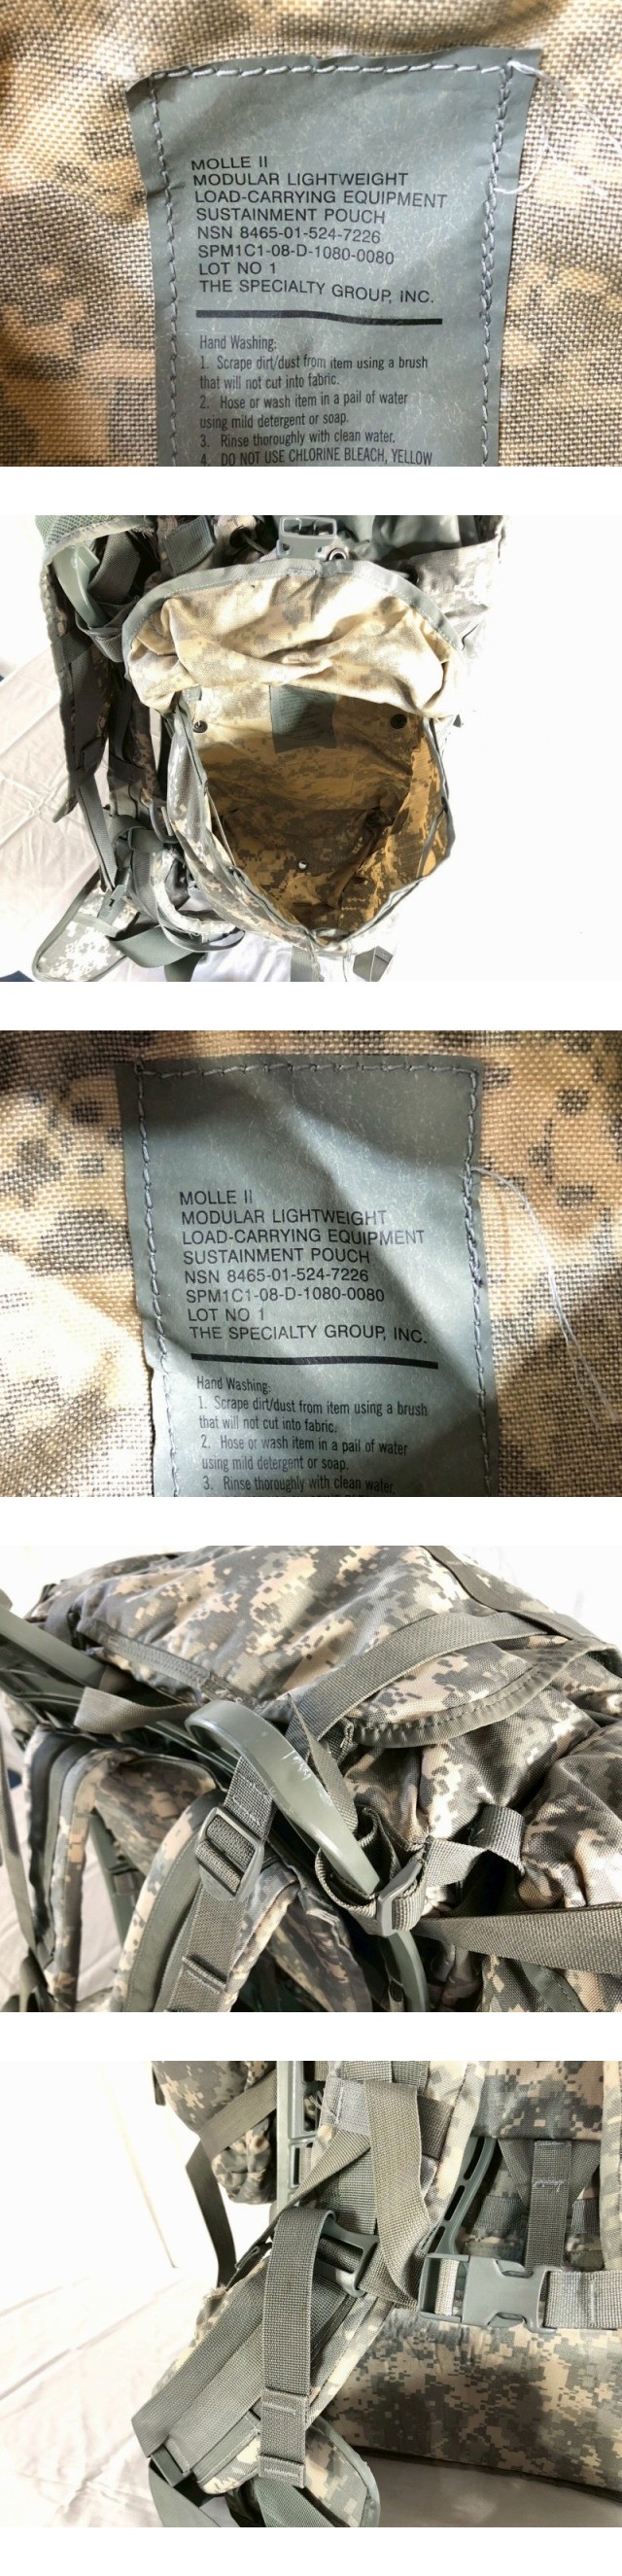 MOLLE II
MODULAR LIGHTWEIGHT
LOAD-CARRYING EQUIPMENT
SUSTAINMENT POUCH
NSN 8465-01-524-7226
SPM1C1-08-D-1080-0080
LOT NO 1
THE SPECIALTY GROUP, INC.
Hand Washing:
1. Scrape dirt/dust from item using a brush
that will not cut into fabric.
2. Hose or wash item in a pail of water
using mild detergent or soap.
3. Rinse thoroughly with clean water.
4. DO NOT USE CHLORINE BLEACH, YELLOW
MOLLE II
MODULAR LIGHTWEIGHT
LOAD-CARRYING EQUIPMENT
SUSTAINMENT POUCH
NSN 8465-01-524-7226
SPM1C1-08-D-1080-0080
LOT NO 1
THE SPECIALTY GROUP, INC.
Hand Washing:
1. Scrape dirt/dust from item using a brush
that will not cut into fabric.
2. Hose or wash item in a pail of water
using mild detergent or soap.
3. Rinse thoroughly with clean water.